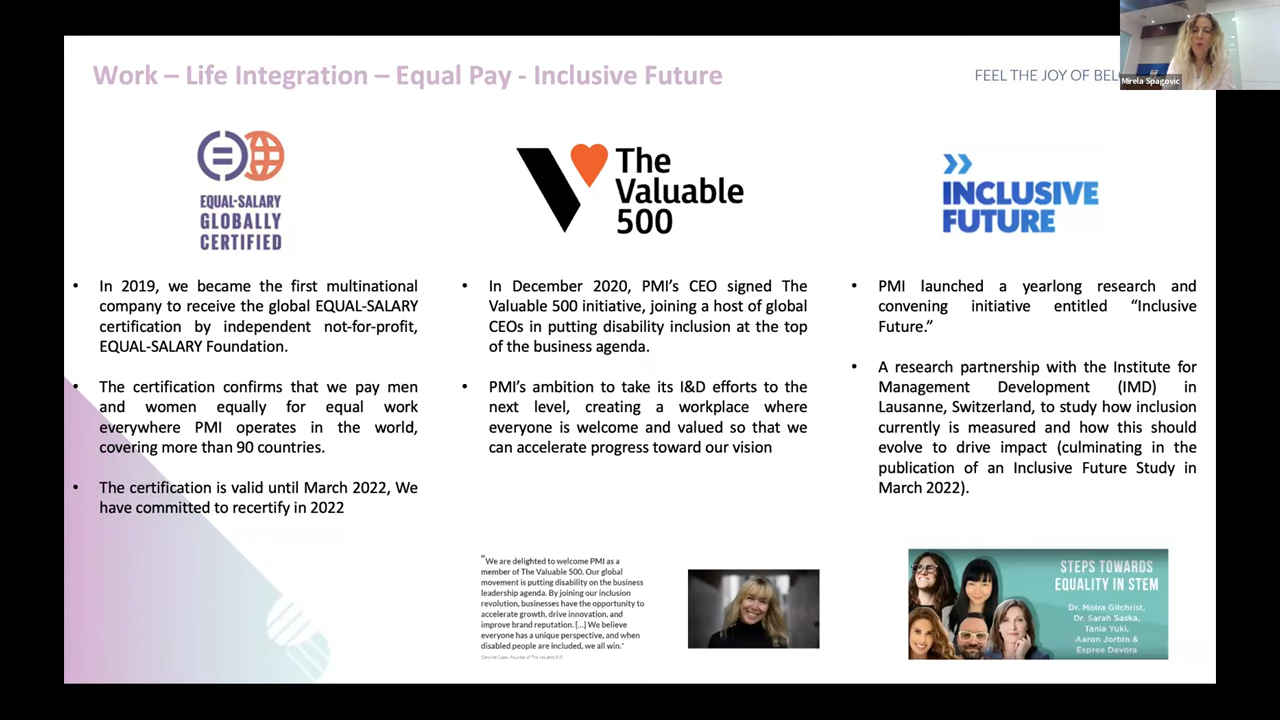 Work – Life Integration – Equal Pay - Inclusive Future
FEEL THE JOY OF
Mirela Spagovic
EQUAL-SALARY
GLOBALLY
CERTIFIED
The
Valuable
500
INCLUSIVE
FUTURE
• In 2019, we became the first multinational
company to receive the global EQUAL-SALARY
certification by independent not-for-profit,
EQUAL-SALARY Foundation.
• The certification confirms that we pay men
and women equally for equal work
everywhere PMI operates in the world,
covering more than 90 countries.
• The certification is valid until March 2022, We
have committed to recertify in 2022
• In December 2020, PMI’s CEO signed The
Valuable 500 initiative, joining a host of global
CEOs in putting disability inclusion at the top
of the business agenda.
• PMI’s ambition to take its I&D efforts to the
next level, creating a workplace where
everyone is welcome and valued so that we
can accelerate progress toward our vision
• PMI launched a yearlong research and
convening initiative entitled “Inclusive
Future.”
• A research partnership with the Institute for
Management Development (IMD) in
Lausanne, Switzerland, to study how inclusion
currently is measured and how this should
evolve to drive impact (culminating in the
publication of an Inclusive Future Study in
March 2022).
“We are delighted to welcome PMI as a
member of The Valuable 500. Our global
movement is putting disability on the business
leadership agenda. By joining our inclusion
revolution, businesses have the opportunity to
accelerate growth, drive innovation, and
improve brand reputation. [...] We believe
everyone has a unique perspective, and when
disabled people are included, we all win.”
Caroline Casey, Founder of The Valuable 500
STEPS TOWARDS
EQUALITY IN STEM
Dr. Moira Gilchrist,
Dr. Sarah Saska,
Tania Yuki,
Aaron Jorbin &
Espree Devora